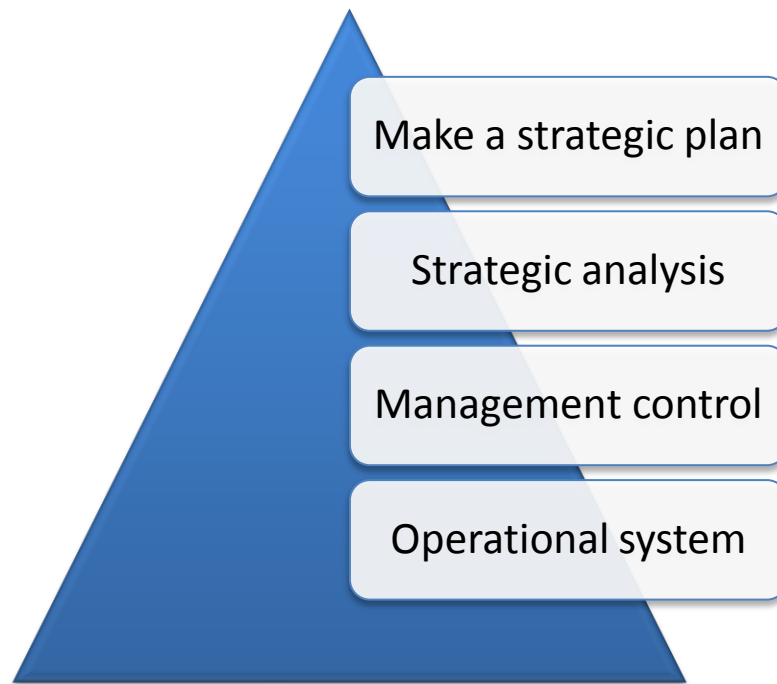 Make a strategic plan
Strategic analysis
Management control
Operational system